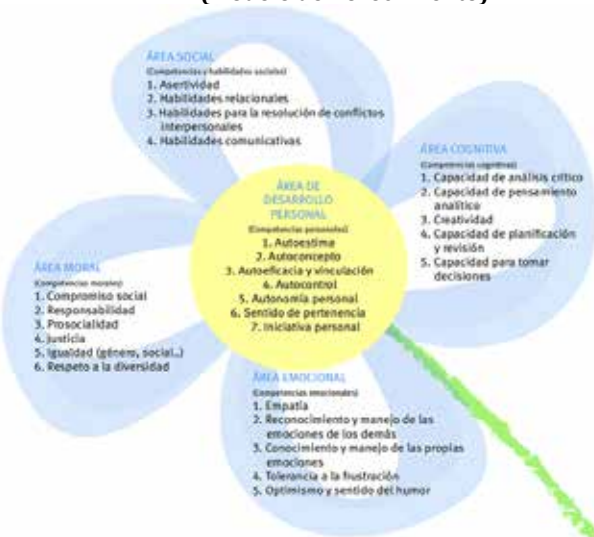 ÁREA SOCIAL
(Competencias y habilidades sociales)
1. Asertividad
2. Habilidades relacionales
3. Habilidades para la resolución de conflictos
interpersonales
4. Habilidades comunicativas
ÁREA COGNITIVA
(Competencias cognitivas)
1. Capacidad de análisis crítico
2. Capacidad de pensamiento
analítico
3. Creatividad
4. Capacidad de planificación
y revisión
5. Capacidad para tomar
decisiones
ÁREA DE
DESARROLLO
PERSONAL
(Competencias personales)
1. Autoestima
2. Autoconcepto
3. Autoeficacia y vinculación
4. Autocontrol
5. Autonomía personal
6. Sentido de pertenencia
7. Iniciativa personal
ÁREA MORAL
(Competencias morales)
1. Compromiso social
2. Responsabilidad
3. Prosocialidad
4. Justicia
5. Igualdad (género, social..)
6. Respeto a la diversidad
ÁREA EMOCIONAL
(Competencias emocionales)
1. Empatía
2. Reconocimiento y manejo de las
emociones de los demás
3. Conocimiento y manejo de las propias
emociones
4. Tolerancia a la frustración
5. Optimismo y sentido del humor